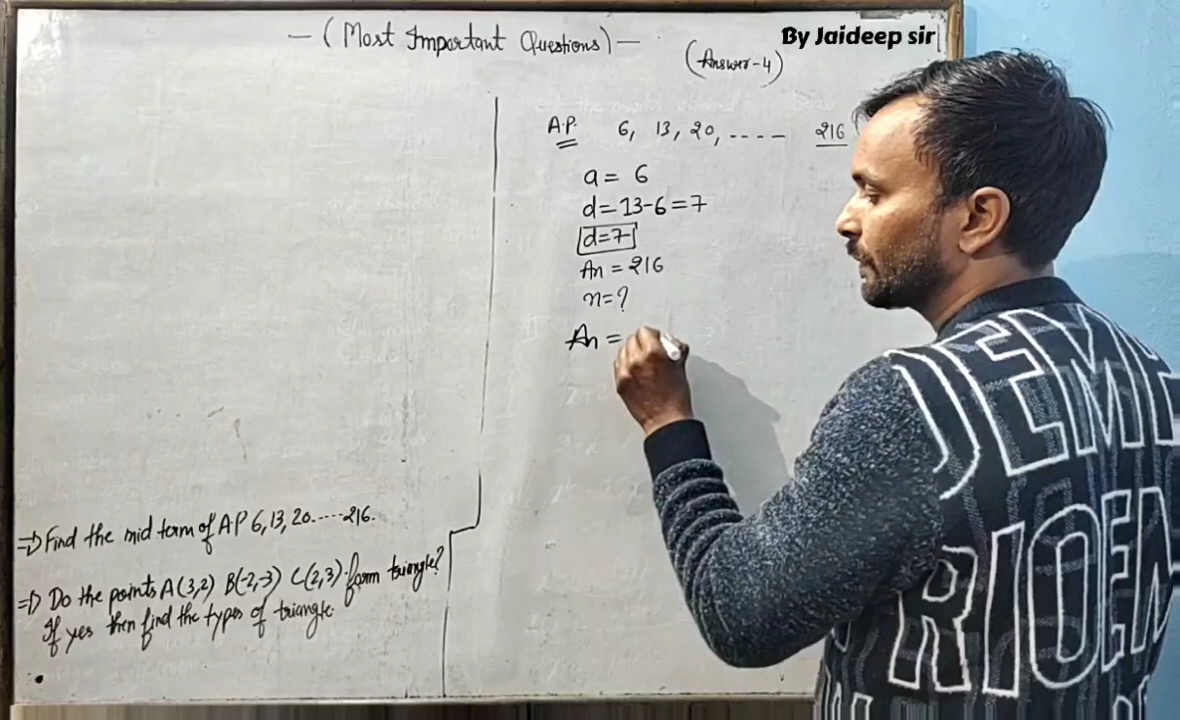 — (Most Important Questions) —
By Jaideep sir
(Answer-4)
A.P. 6, 13, 20, ---- 216
a = 6
d = 13-6 = 7
d=7
An = 216
n = ?
An =
⇒ Find the mid term of A.P 6, 13, 20.----216.
⇒ Do the points A(3,2) B(-2,-3) C(2,3) form triangle?
If yes then find the types of triangle
DEM
RIOEN